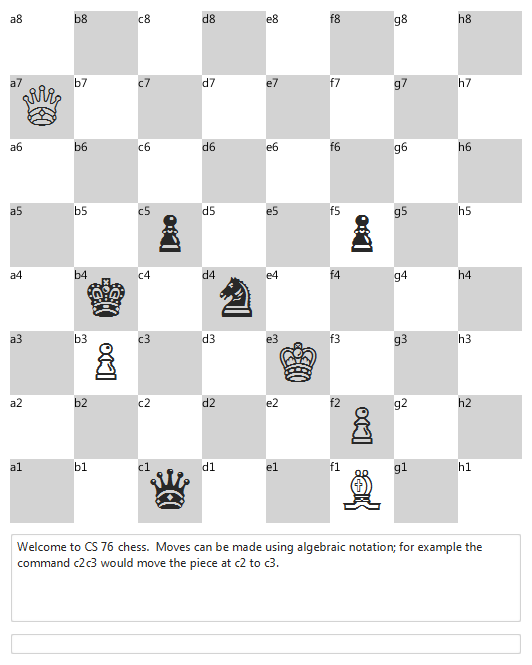 a8 b8 c8 d8 e8 f8 g8 h8
a7 b7 c7 d7 e7 f7 g7 h7
a6 b6 c6 d6 e6 f6 g6 h6
a5 b5 c5 d5 e5 f5 g5 h5
a4 b4 c4 d4 e4 f4 g4 h4
a3 b3 c3 d3 e3 f3 g3 h3
a2 b2 c2 d2 e2 f2 g2 h2
a1 b1 c1 d1 e1 f1 g1 h1
Welcome to CS 76 chess.  Moves can be made using algebraic notation; for example the
command c2c3 would move the piece at c2 to c3.